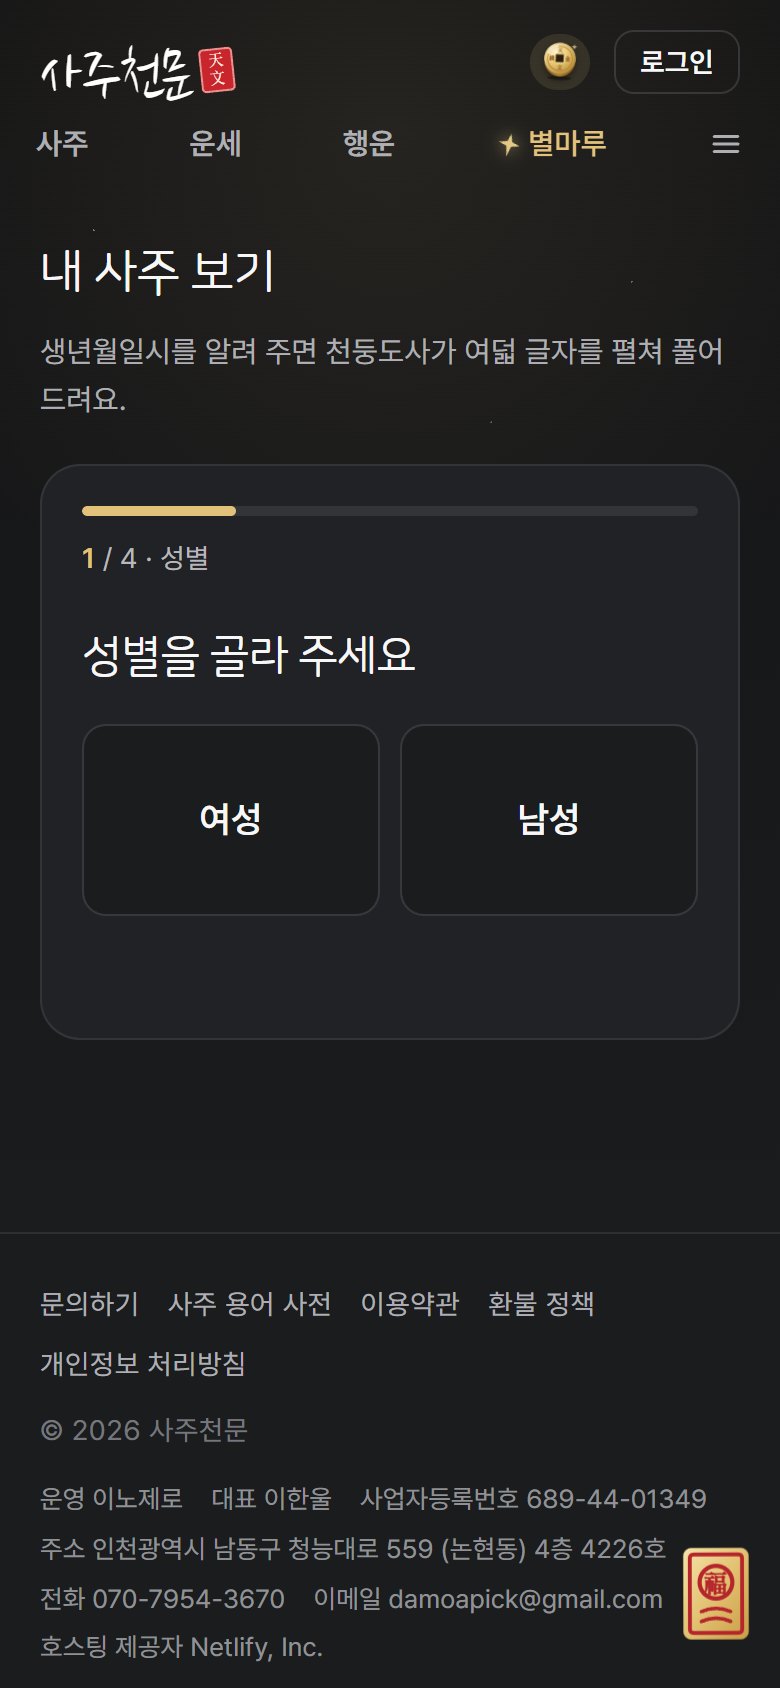 사주천문 天文
로그인
사주 운세 행운 별마루
내 사주 보기
생년월일시를 알려 주면 천둥도사가 여덟 글자를 펼쳐 풀어
드려요.
1 / 4 · 성별
성별을 골라 주세요
여성 남성
문의하기 사주 용어 사전 이용약관 환불 정책
개인정보 처리방침
© 2026 사주천문
운영 이노제로 대표 이한울 사업자등록번호 689-44-01349
주소 인천광역시 남동구 청능대로 559 (논현동) 4층 4226호
전화 070-7954-3670 이메일 damoapick@gmail.com
福
호스팅 제공자 Netlify, Inc.